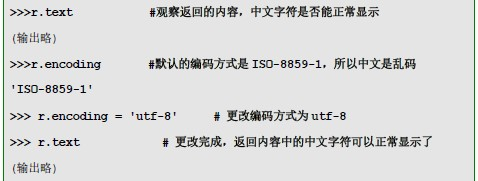 >>>r.text #观察返回的内容，中文字符是否能正常显示
(输出略)
>>>r.encoding #默认的编码方式是 ISO-8859-1，所以中文是乱码
'ISO-8859-1'
>>> r.encoding = 'utf-8' # 更改编码方式为 utf-8
>>> r.text # 更改完成，返回内容中的中文字符可以正常显示了
(输出略)